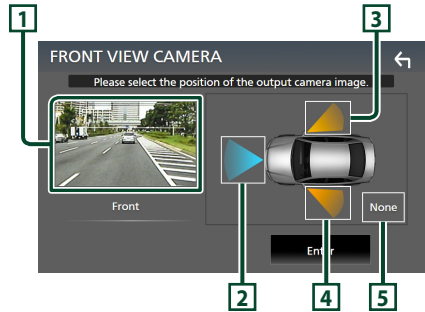 1
3
FRONT VIEW CAMERA
Please select the position of the output camera image.
Front
None
Enter
2
4
5